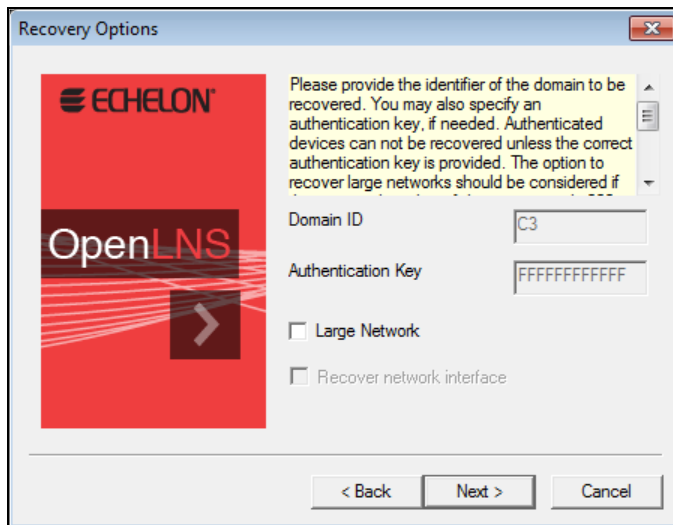 Recovery Options
ECHELON®
OpenLNS
Please provide the identifier of the domain to be
recovered. You may also specify an
authentication key, if needed. Authenticated
devices can not be recovered unless the correct
authentication key is provided. The option to
recover large networks should be considered if
Domain ID
C3
Authentication Key
FFFFFFFFFFFF
Large Network
Recover network interface
< Back
Next >
Cancel